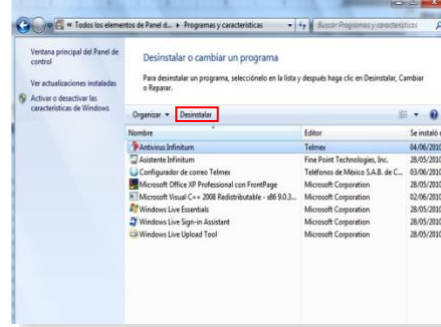 « Todos los elementos de Panel d... ▸ Programas y características
Buscar Programas y características
Ventana principal del Panel de
control
Ver actualizaciones instaladas
Activar o desactivar las
características de Windows
Desinstalar o cambiar un programa
Para desinstalar un programa, selecciónelo en la lista y después haga clic en Desinstalar, Cambiar
o Reparar.
Organizar Desinstalar
Nombre Editor Se instaló e
Antivirus Infinitum Telmex 04/06/2010
Asistente Infinitum Fine Point Technologies, Inc. 28/05/2010
Configurador de correo Telmex Teléfonos de México S.A.B. de C... 03/06/2010
Microsoft Office XP Professional con FrontPage Microsoft Corporation 28/05/2010
Microsoft Visual C++ 2008 Redistributable - x86 9.0.3... Microsoft Corporation 02/06/2010
Windows Live Essentials Microsoft Corporation 28/05/2010
Windows Live Sign-in Assistant Microsoft Corporation 28/05/2010
Windows Live Upload Tool Microsoft Corporation 28/05/2010